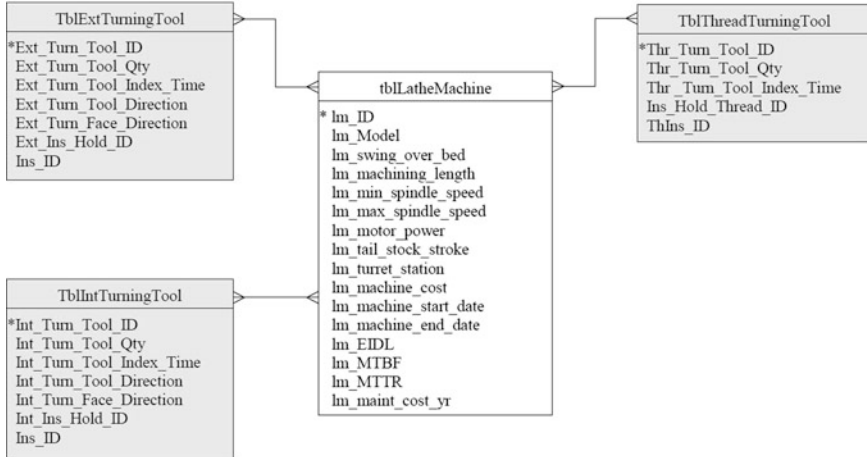 TblExtTurningTool
*Ext_Turn_Tool_ID
Ext_Turn_Tool_Qty
Ext_Turn_Tool_Index_Time
Ext_Turn_Tool_Direction
Ext_Turn_Face_Direction
Ext_Ins_Hold_ID
Ins_ID
TblThreadTurningTool
*Thr_Turn_Tool_ID
Thr_Turn_Tool_Qty
Thr _Turn_Tool_Index_Time
Ins_Hold_Thread_ID
ThIns_ID
tblLatheMachine
* lm_ID
lm_Model
lm_swing_over_bed
lm_machining_length
lm_min_spindle_speed
lm_max_spindle_speed
lm_motor_power
lm_tail_stock_stroke
lm_turret_station
lm_machine_cost
lm_machine_start_date
lm_machine_end_date
lm_EIDL
lm_MTBF
lm_MTTR
lm_maint_cost_yr
TblIntTurningTool
*Int_Turn_Tool_ID
Int_Turn_Tool_Qty
Int_Turn_Tool_Index_Time
Int_Turn_Tool_Direction
Int_Turn_Face_Direction
Int_Ins_Hold_ID
Ins_ID